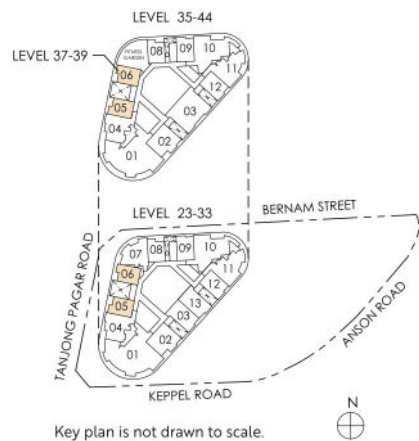 LEVEL 35-44
LEVEL 37-39
FITNESS
GARDEN
08
09
10
06
11
12
05
03
04
02
01
LEVEL 23-33
BERNAM STREET
TANJONG PAGAR ROAD
07
08
09
10
06
11
12
05
13
03
04
02
01
ANSON ROAD
KEPPEL ROAD
N
Key plan is not drawn to scale.